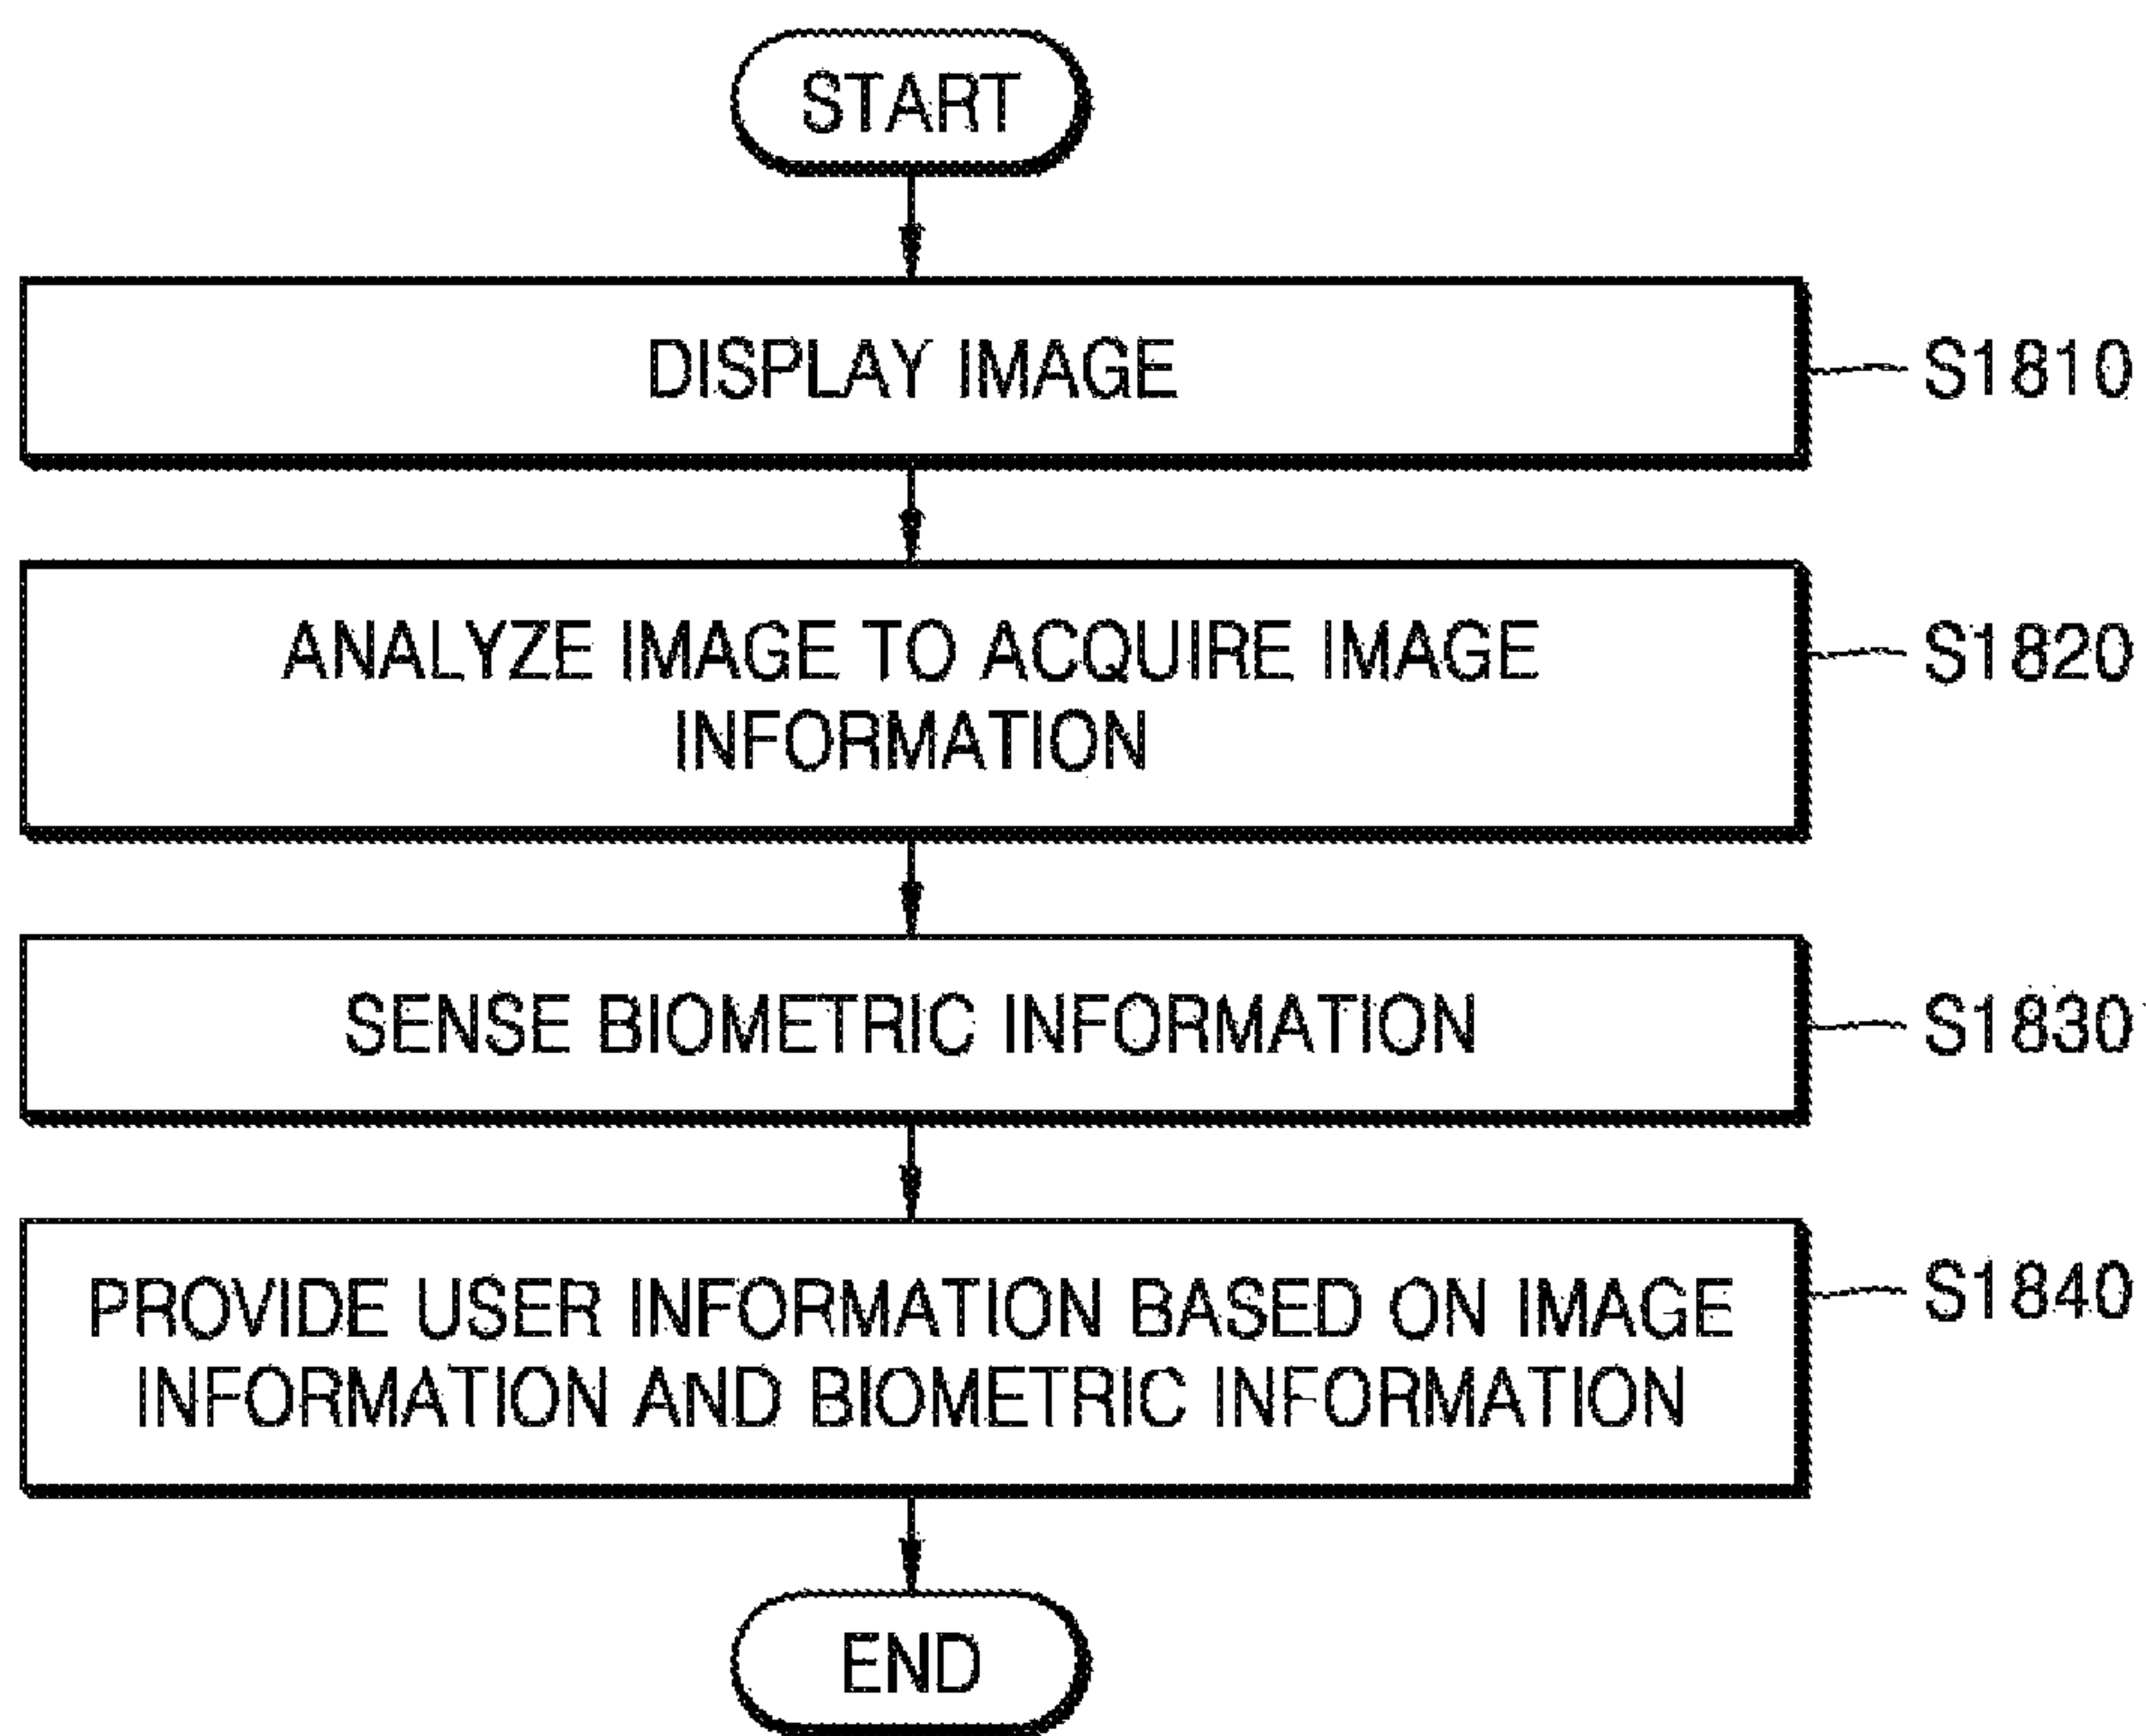 START
DISPLAY IMAGE
S1810
ANALYZE IMAGE TO ACQUIRE IMAGE
INFORMATION
S1820
SENSE BIOMETRIC INFORMATION
S1830
PROVIDE USER INFORMATION BASED ON IMAGE
INFORMATION AND BIOMETRIC INFORMATION
S1840
END